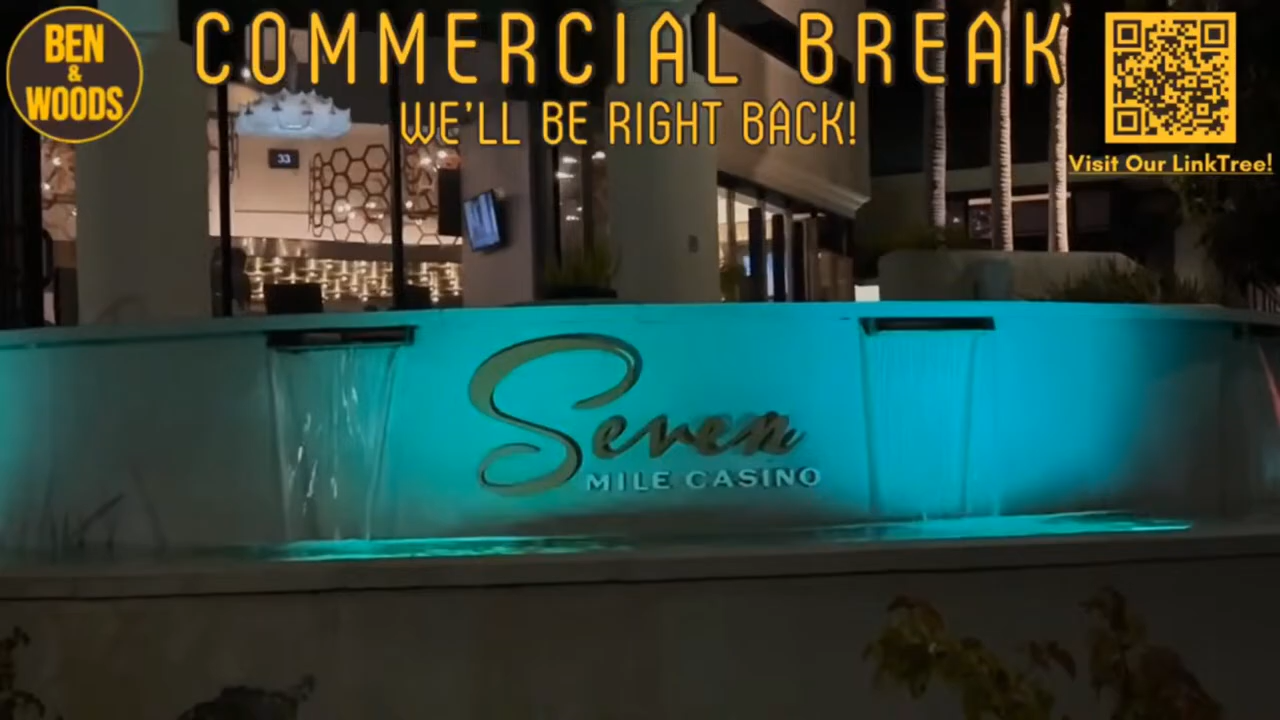 BEN
&
WOODS
COMMERCIAL BREAK
WE'LL BE RIGHT BACK!
Visit Our LinkTree!
33
Seven
MILE CASINO